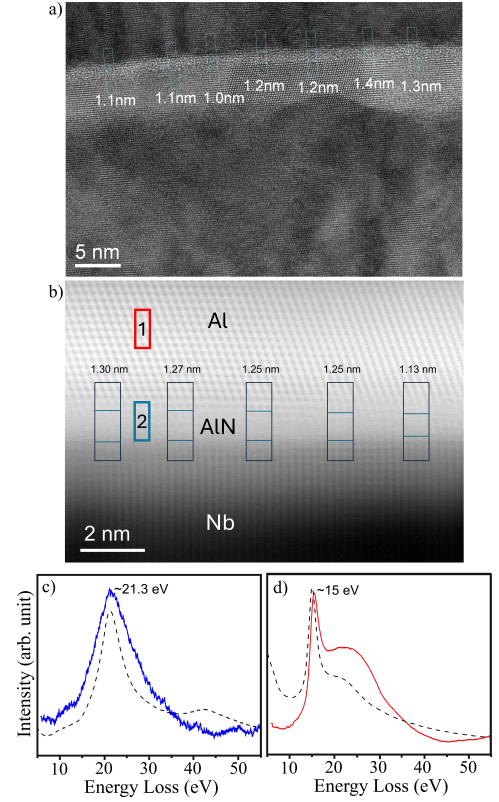 a)
1.1nm 1.1nm 1.0nm 1.2nm 1.2nm 1.4nm 1.3nm
5 nm
b)
1 Al
1.30 nm 1.27 nm 1.25 nm 1.25 nm 1.13 nm
2 AlN
Nb
2 nm
c) ~21.3 eV
d) ~15 eV
Intensity (arb. unit)
10 20 30 40 50
10 20 30 40 50
Energy Loss (eV)
Energy Loss (eV)